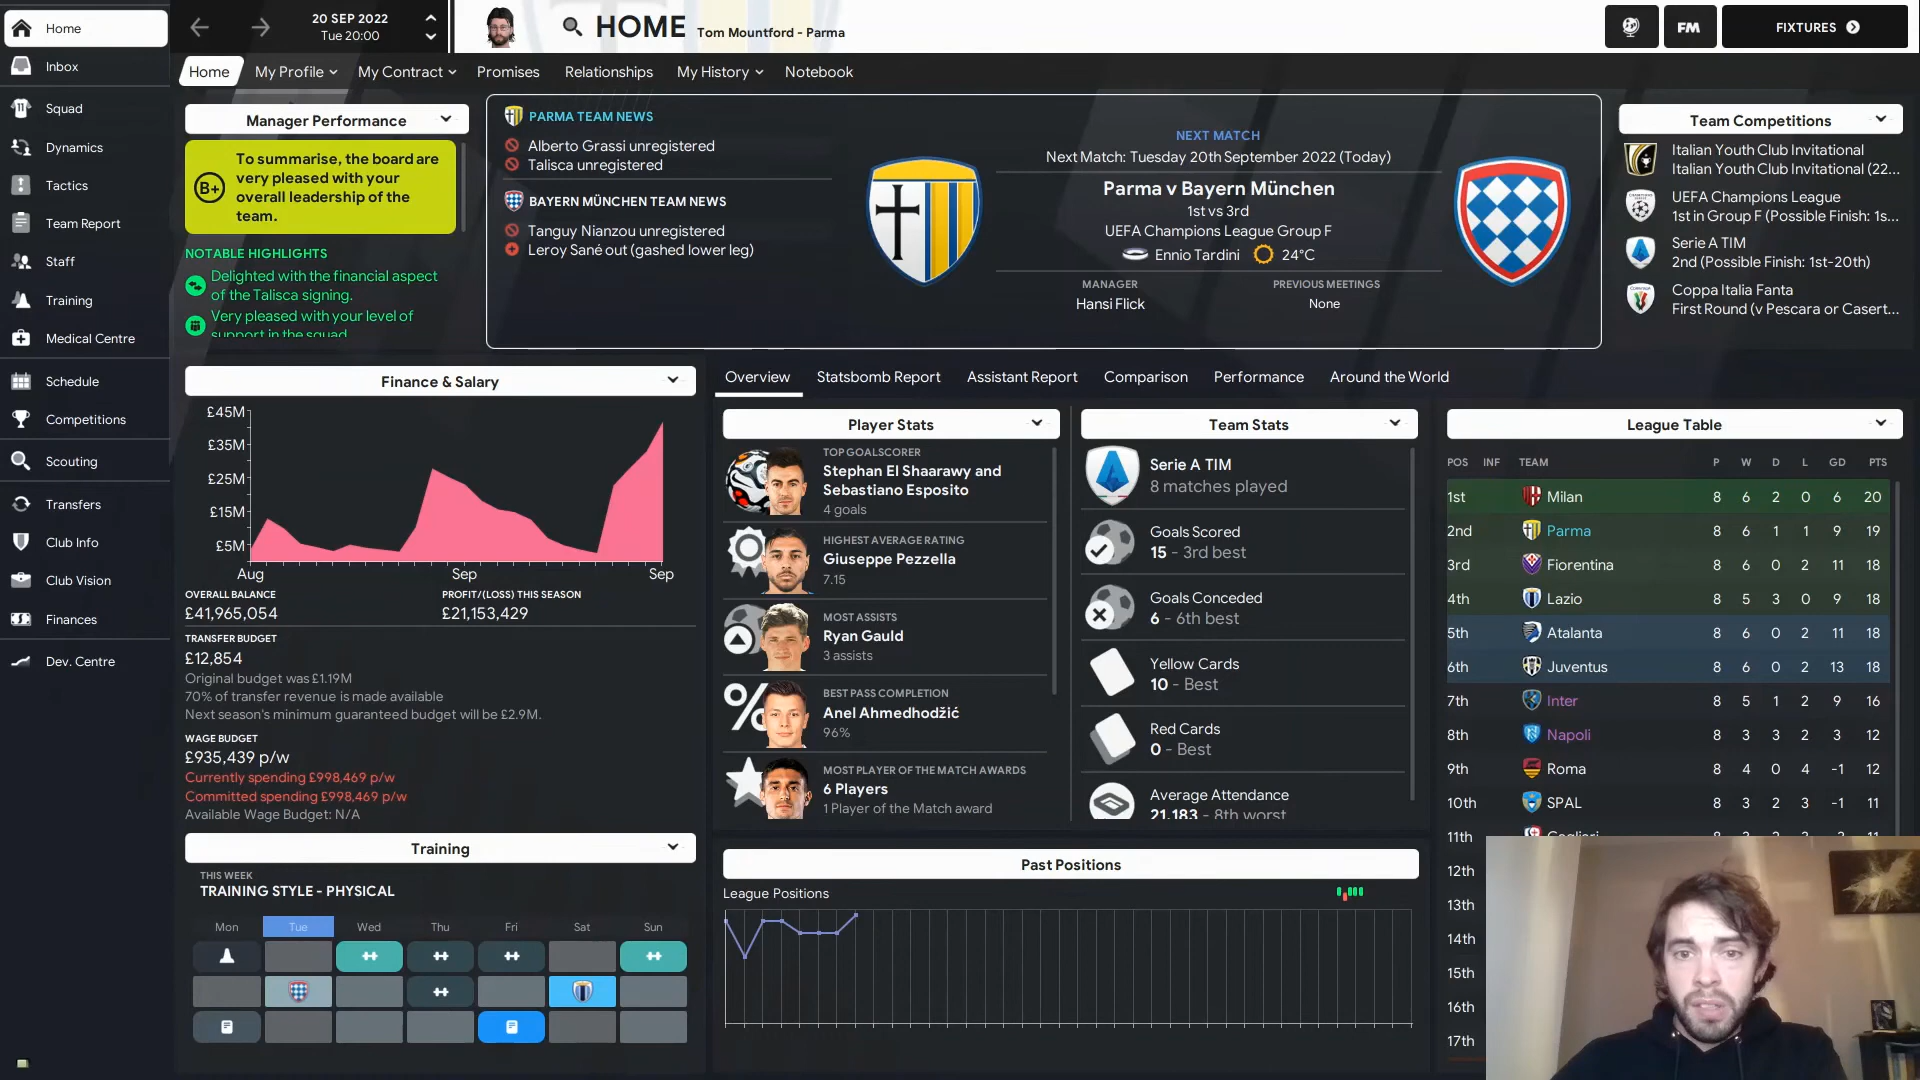 Home
Inbox
Squad
Dynamics
Tactics
Team Report
Staff
Training
Medical Centre
Schedule
Competitions
Scouting
Transfers
Club Info
Club Vision
Finances
Dev. Centre
20 SEP 2022
Tue 20:00
HOME
Tom Mountford - Parma
FM
FIXTURES
Home
My Profile
My Contract
Promises
Relationships
My History
Notebook
Manager Performance
B+
To summarise, the board are
very pleased with your
overall leadership of the
team.
NOTABLE HIGHLIGHTS
Delighted with the financial aspect
of the Talisca signing.
Very pleased with your level of
support in the squad
PARMA TEAM NEWS
Alberto Grassi unregistered
Talisca unregistered
BAYERN MÜNCHEN TEAM NEWS
Tanguy Nianzou unregistered
Leroy Sané out (gashed lower leg)
NEXT MATCH
Next Match: Tuesday 20th September 2022 (Today)
Parma v Bayern München
1st vs 3rd
UEFA Champions League Group F
Ennio Tardini
24°C
MANAGER
Hansi Flick
PREVIOUS MEETINGS
None
Team Competitions
Italian Youth Club Invitational
Italian Youth Club Invitational (22...
UEFA Champions League
1st in Group F (Possible Finish: 1s...
Serie A TIM
2nd (Possible Finish: 1st-20th)
Coppa Italia Fanta
First Round (v Pescara or Casert...
Finance & Salary
£45M
£35M
£25M
£15M
£5M
Aug
Sep
Sep
OVERALL BALANCE
£41,965,054
PROFIT/(LOSS) THIS SEASON
£21,153,429
TRANSFER BUDGET
£12,854
Original budget was £1.19M
70% of transfer revenue is made available
Next season's minimum guaranteed budget will be £2.9M.
WAGE BUDGET
£935,439 p/w
Currently spending £998,469 p/w
Committed spending £998,469 p/w
Available Wage Budget: N/A
Training
THIS WEEK
TRAINING STYLE - PHYSICAL
Mon Tue Wed Thu Fri Sat Sun
Overview
Statsbomb Report
Assistant Report
Comparison
Performance
Around the World
Player Stats
TOP GOALSCORER
Stephan El Shaarawy and
Sebastiano Esposito
4 goals
HIGHEST AVERAGE RATING
Giuseppe Pezzella
7.15
MOST ASSISTS
Ryan Gauld
3 assists
BEST PASS COMPLETION
Anel Ahmedhodžić
96%
MOST PLAYER OF THE MATCH AWARDS
6 Players
1 Player of the Match award
Team Stats
Serie A TIM
8 matches played
Goals Scored
15 - 3rd best
Goals Conceded
6 - 6th best
Yellow Cards
10 - Best
Red Cards
0 - Best
Average Attendance
21,183 - 8th worst
Past Positions
League Positions
League Table
POS INF TEAM P W D L GD PTS
1st Milan 8 6 2 0 6 20
2nd Parma 8 6 1 1 9 19
3rd Fiorentina 8 6 0 2 11 18
4th Lazio 8 5 3 0 9 18
5th Atalanta 8 6 0 2 11 18
6th Juventus 8 6 0 2 13 18
7th Inter 8 5 1 2 9 16
8th Napoli 8 3 3 2 3 12
9th Roma 8 4 0 4 -1 12
10th SPAL 8 3 2 3 -1 11
11th Cagliari
12th
13th
14th
15th
16th
17th